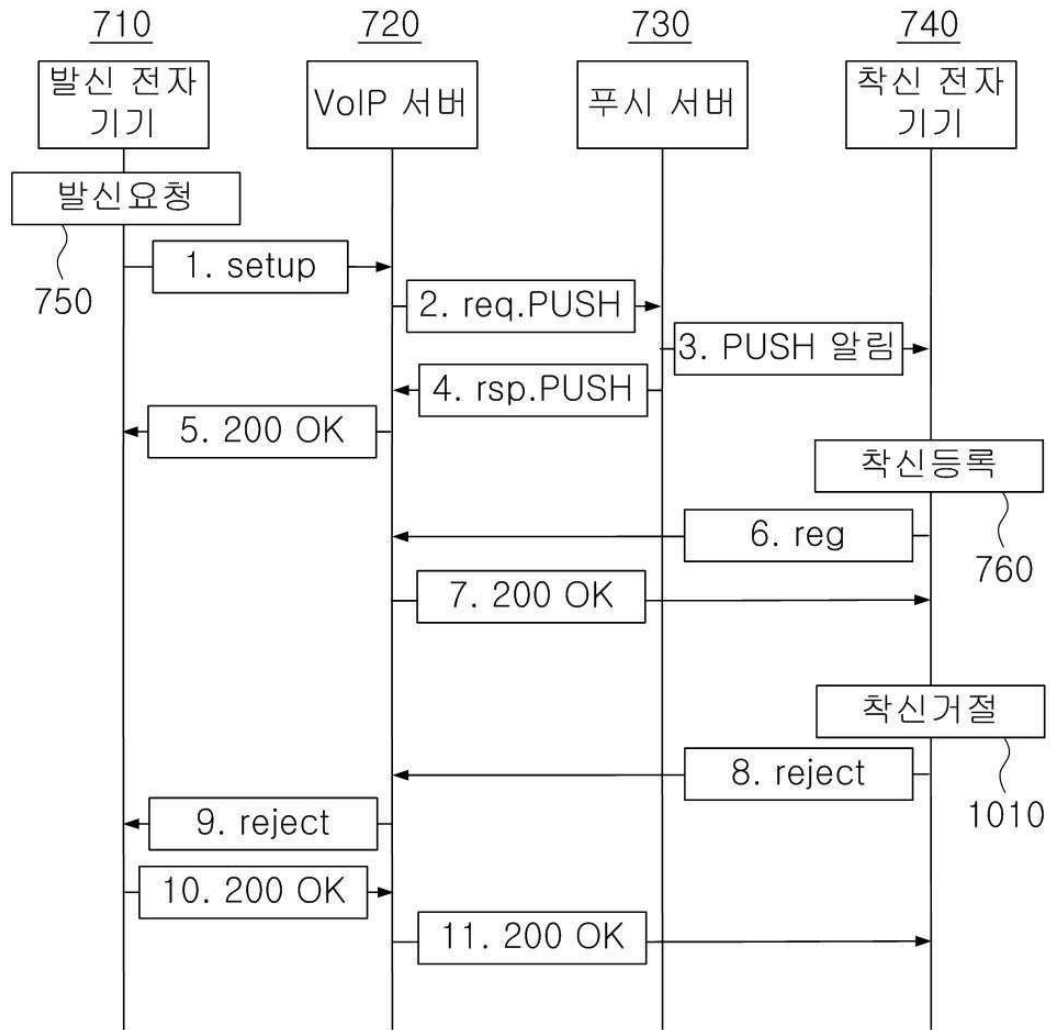 710
720
730
740
발신 전자
기기
VoIP 서버
푸시 서버
착신 전자
기기
발신요청
750
1. setup
2. req.PUSH
3. PUSH 알림
4. rsp.PUSH
5. 200 OK
착신등록
760
6. reg
7. 200 OK
착신거절
1010
8. reject
9. reject
10. 200 OK
11. 200 OK